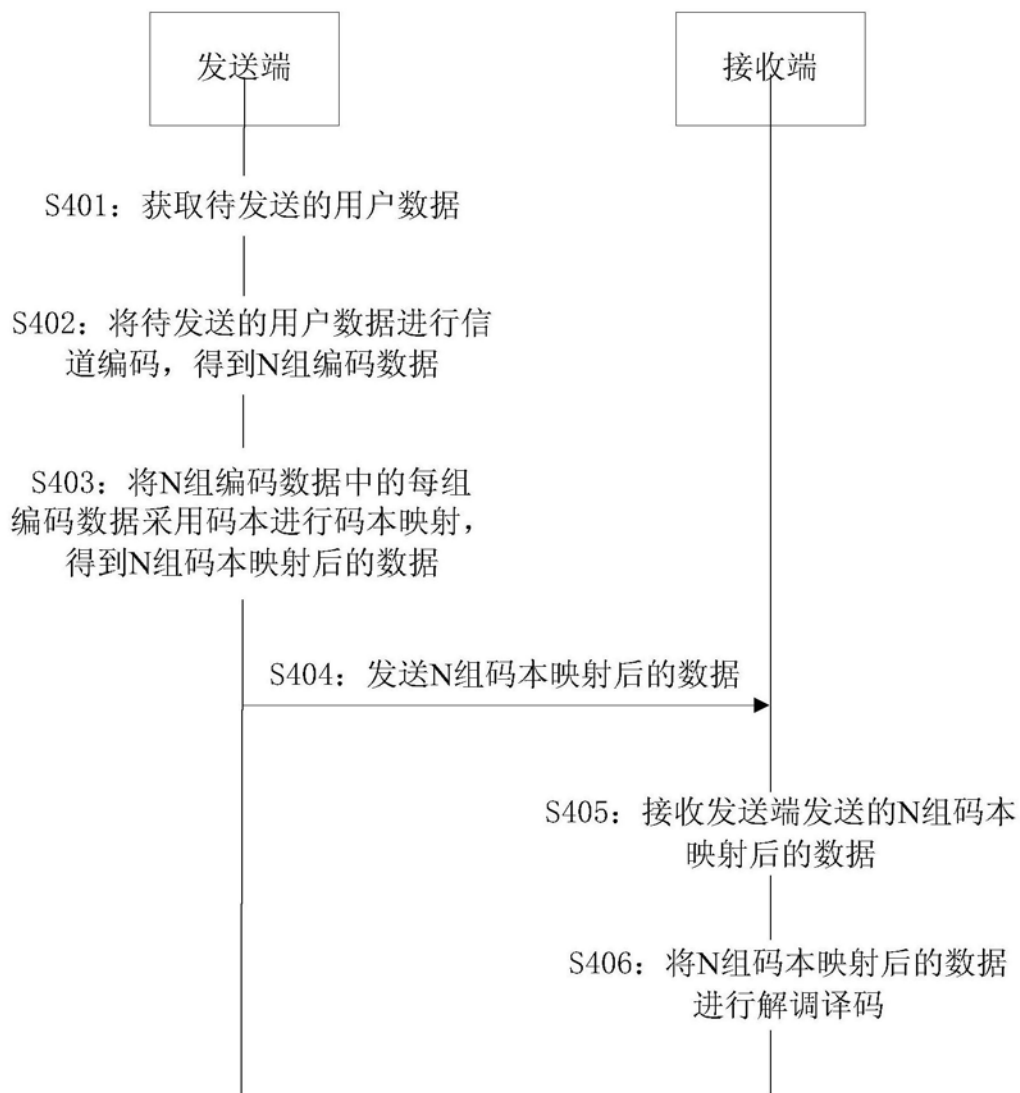 发送端
接收端
S401：获取待发送的用户数据
S402：将待发送的用户数据进行信
道编码，得到N组编码数据
S403：将N组编码数据中的每组
编码数据采用码本进行码本映射，
得到N组码本映射后的数据
S404：发送N组码本映射后的数据
S405：接收发送端发送的N组码本
映射后的数据
S406：将N组码本映射后的数据
进行解调译码